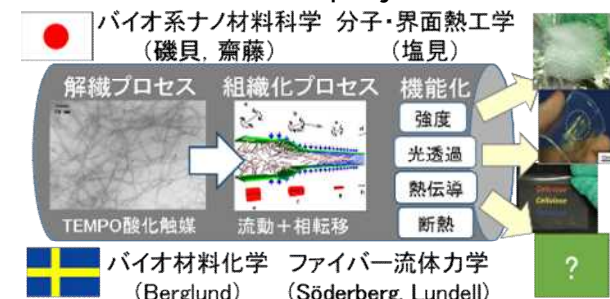 バイオ系ナノ材料科学 分子・界面熱工学
(磯貝, 齋藤) (塩見)
解繊プロセス 組織化プロセス 機能化
強度
光透過
熱伝導
断熱
TEMPO酸化触媒 流動＋相転移
Cellulose
?
バイオ材料化学 ファイバー流体力学
(Berglund) (Söderberg, Lundell)